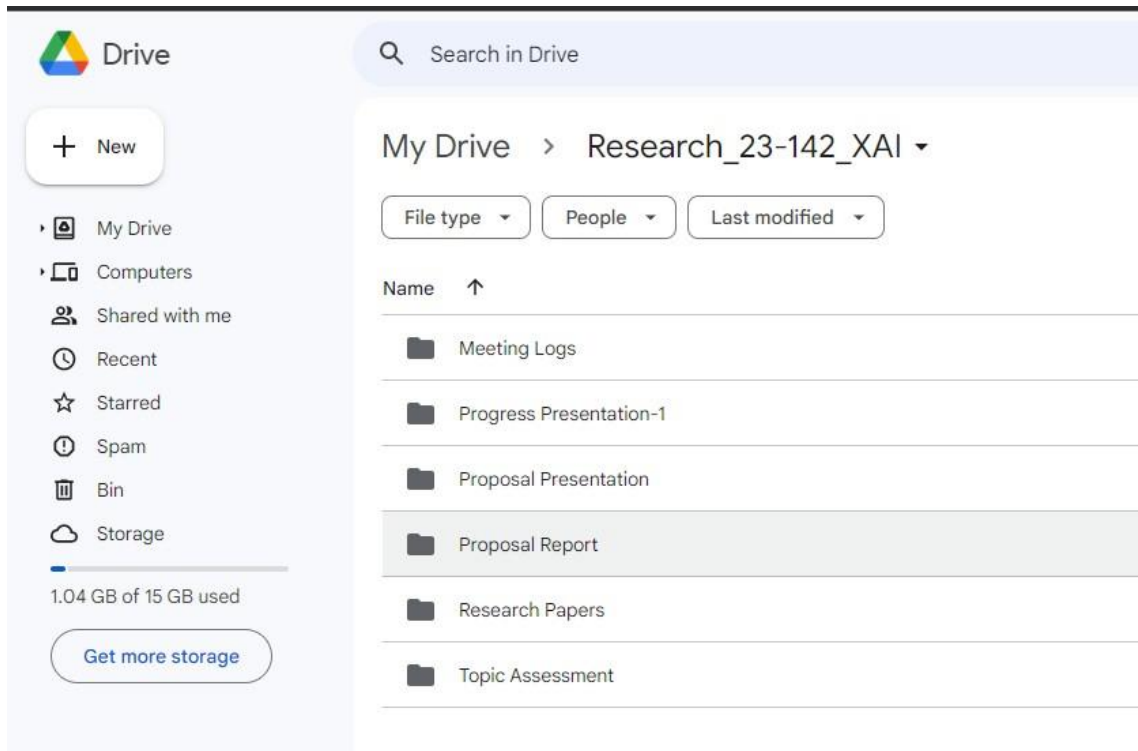 Drive
Search in Drive
New
My Drive
Computers
Shared with me
Recent
Starred
Spam
Bin
Storage
1.04 GB of 15 GB used
Get more storage
My Drive > Research_23-142_XAI
File type
People
Last modified
Name
Meeting Logs
Progress Presentation-1
Proposal Presentation
Proposal Report
Research Papers
Topic Assessment